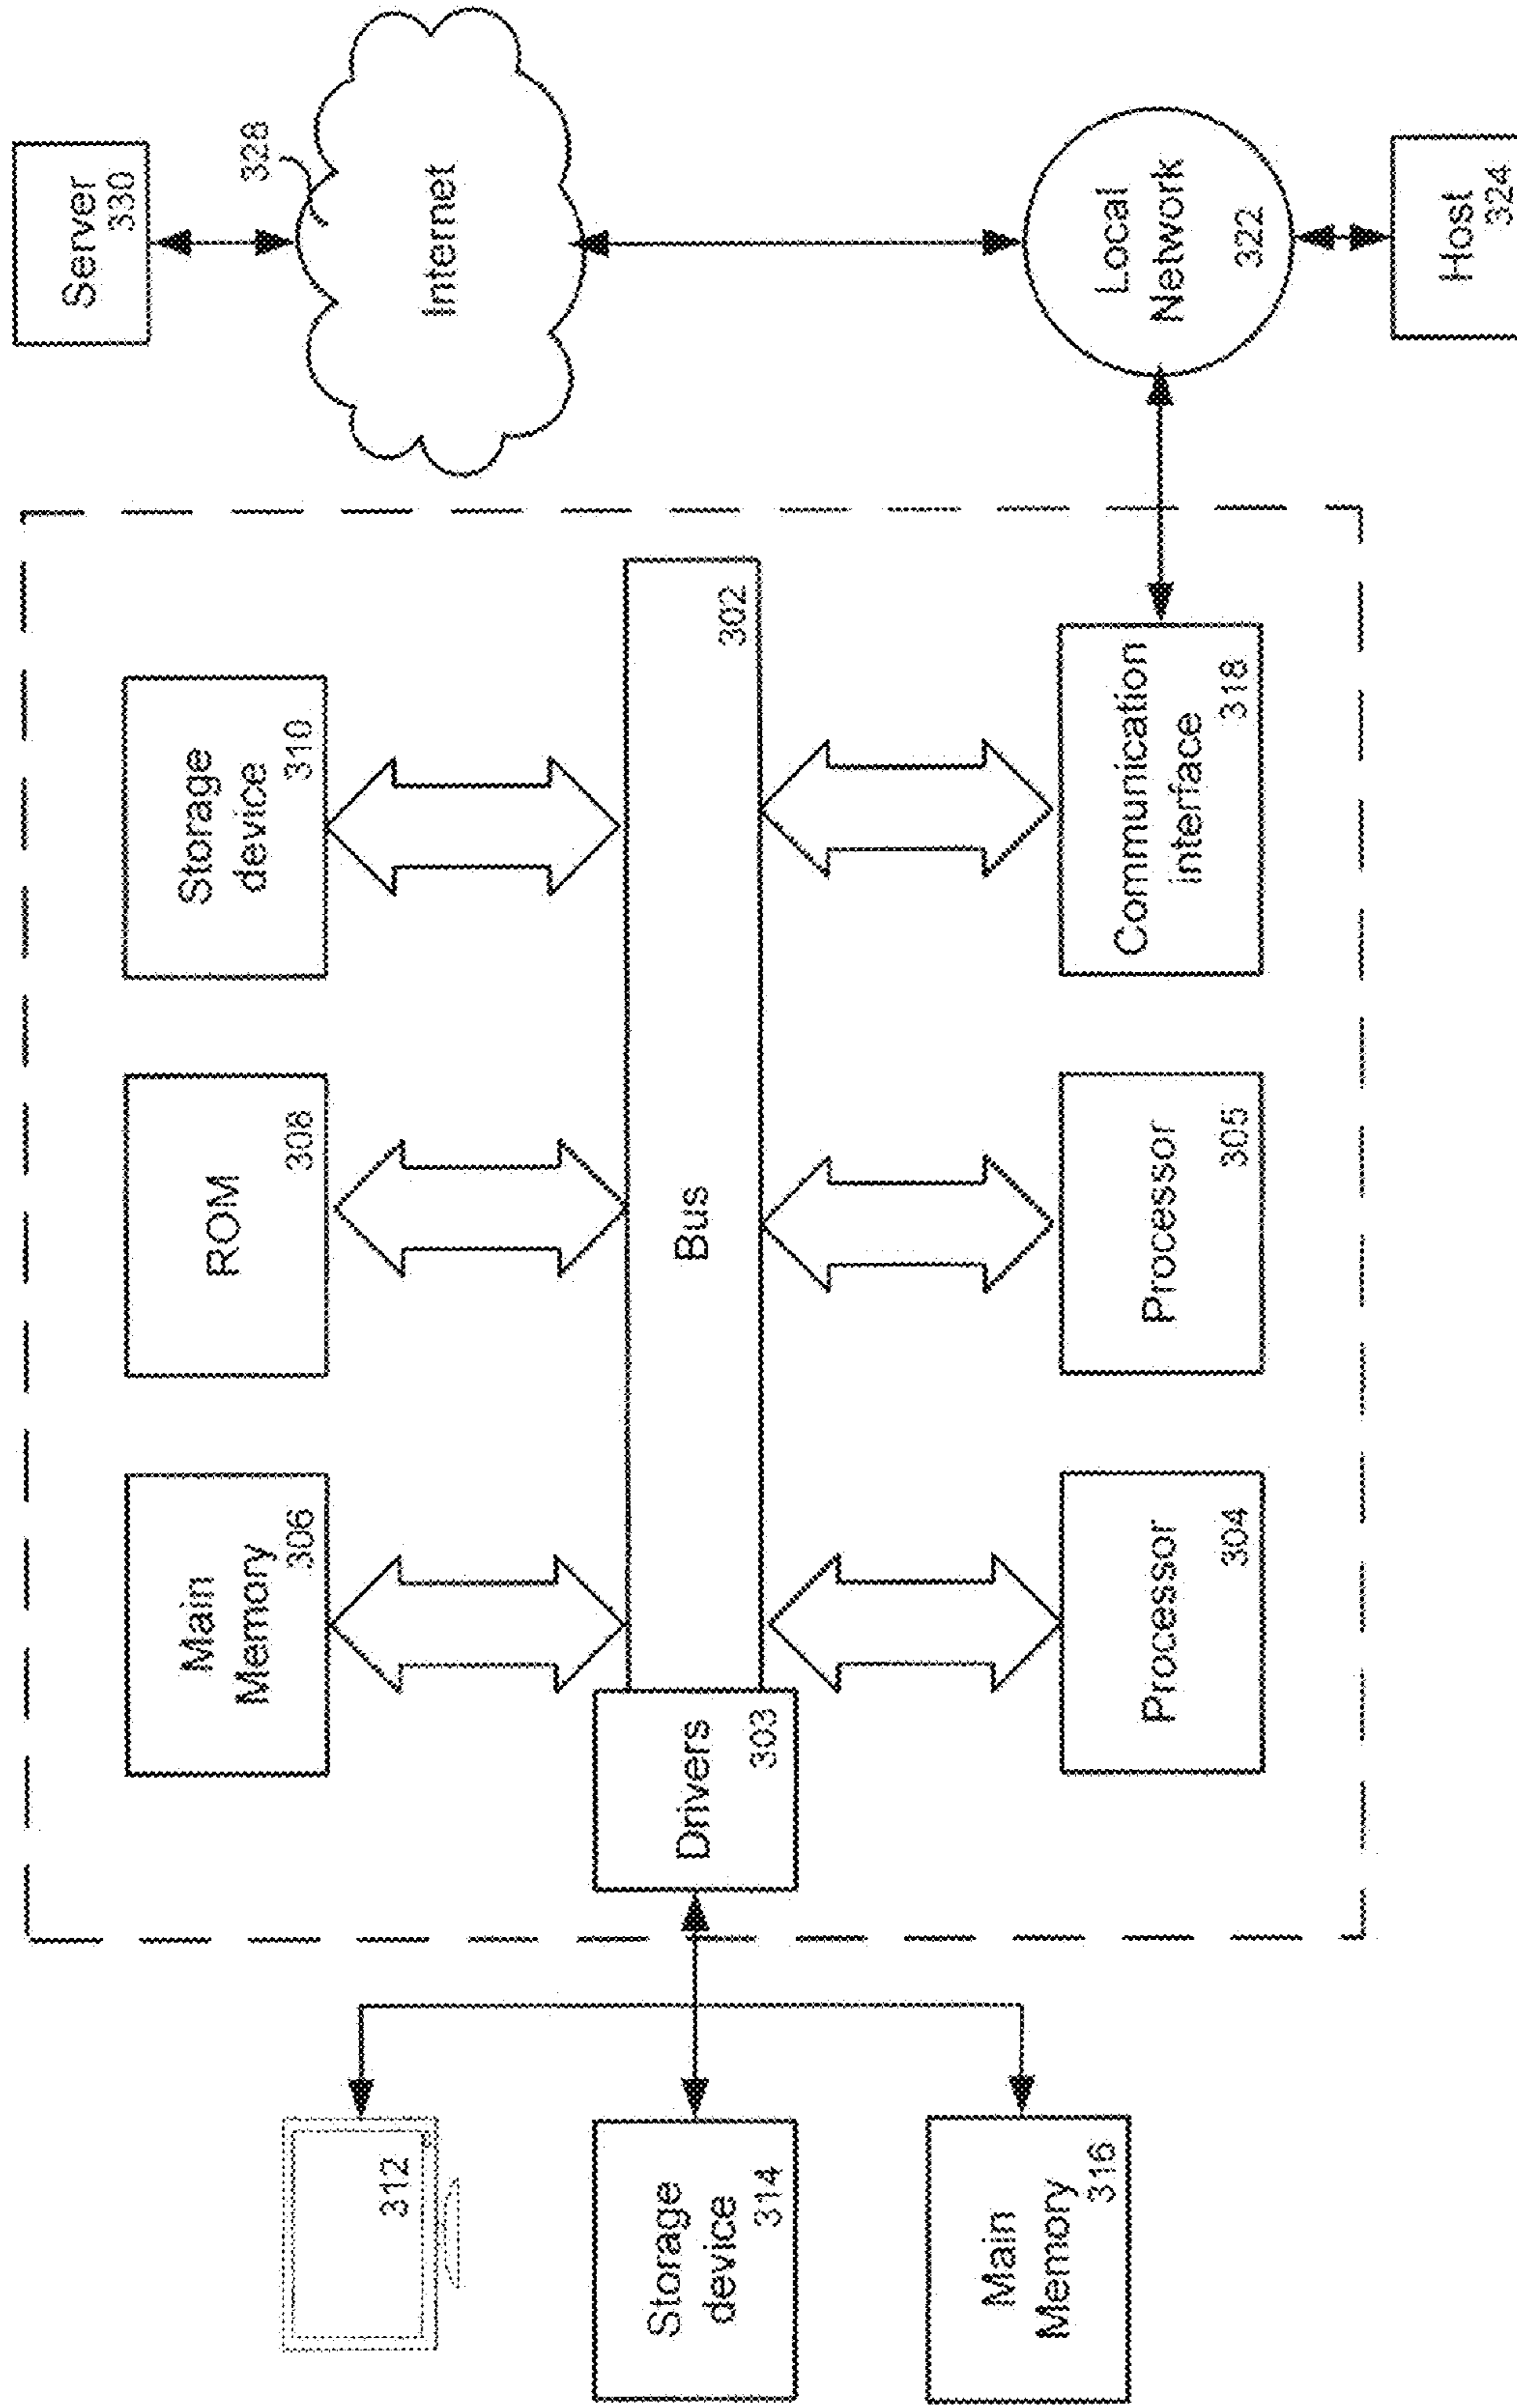 312
Storage
device
314
Main
Memory
316
Main
Memory
306
ROM
308
Storage
device
310
Drivers
303
Bus
302
Processor
304
Processor
305
Communication
interface
318
Server
330
328
Internet
Local
Network
322
Host
324